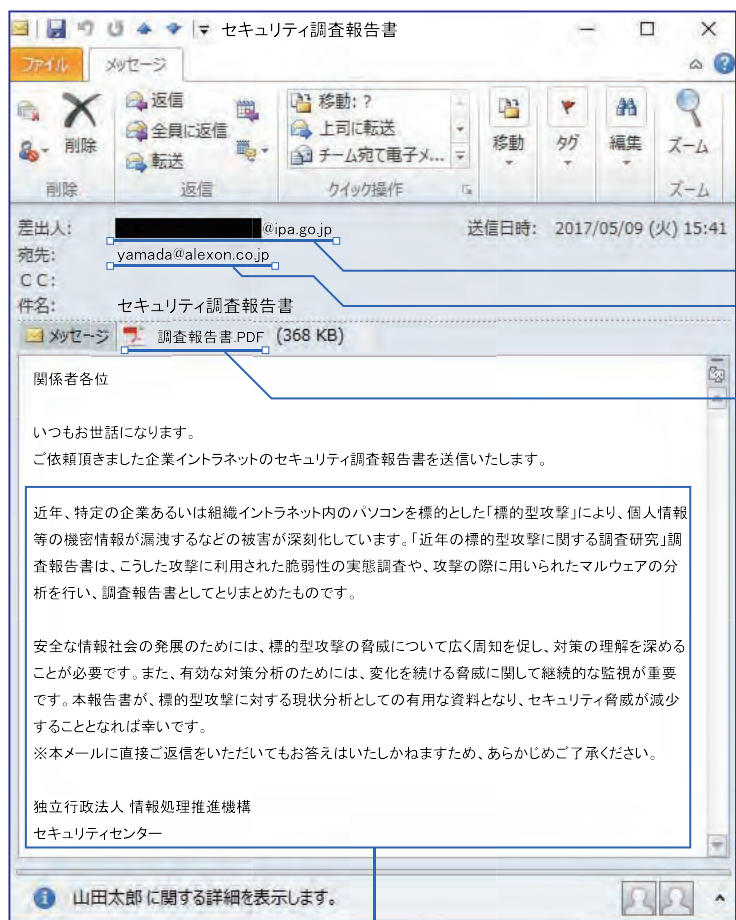 セキュリティ調査報告書
ファイル メッセージ
削除
返信
全員に返信
転送
移動: ?
上司に転送
チーム宛て電子メ...
移動
タグ
編集
ズーム
削除 返信 クイック操作 ズーム
差出人: @ipa.go.jp 送信日時: 2017/05/09 (火) 15:41
宛先: yamada@alexon.co.jp
CC:
件名: セキュリティ調査報告書
メッセージ 調査報告書.PDF (368 KB)
関係者各位
いつもお世話になります。
ご依頼頂きました企業イントラネットのセキュリティ調査報告書を送信いたします。
近年、特定の企業あるいは組織イントラネット内のパソコンを標的とした「標的型攻撃」により、個人情報
等の機密情報が漏洩するなどの被害が深刻化しています。「近年の標的型攻撃に関する調査研究」調
査報告書は、こうした攻撃に利用された脆弱性の実態調査や、攻撃の際に用いられたマルウェアの分
析を行い、調査報告書としてとりまとめたものです。
安全な情報社会の発展のためには、標的型攻撃の脅威について広く周知を促し、対策の理解を深める
ことが必要です。また、有効な対策分析のためには、変化を続ける脅威に関して継続的な監視が重要
です。本報告書が、標的型攻撃に対する現状分析としての有用な資料となり、セキュリティ脅威が減少
することとなれば幸いです。
※本メールに直接ご返信をいただいてもお答えはいたしかねますため、あらかじめご了承ください。
独立行政法人 情報処理推進機構
セキュリティセンター
山田太郎 に関する詳細を表示します。